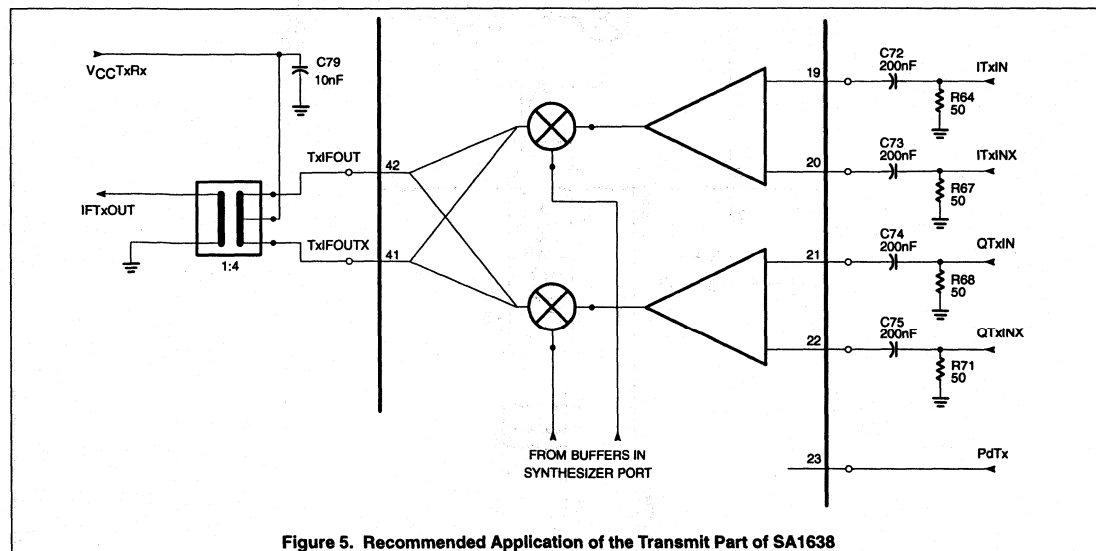 VCCTxRx
C79
10nF
TxIFOUT
42
IFTxOUT
TxIFOUTX
41
1:4
FROM BUFFERS IN
SYNTHESIZER PORT
19
C72
200nF
ITxIN
R64
50
20
C73
200nF
ITxINX
R67
50
21
C74
200nF
QTxIN
R68
50
22
C75
200nF
QTxINX
R71
50
23
PdTx
Figure 5. Recommended Application of the Transmit Part of SA1638